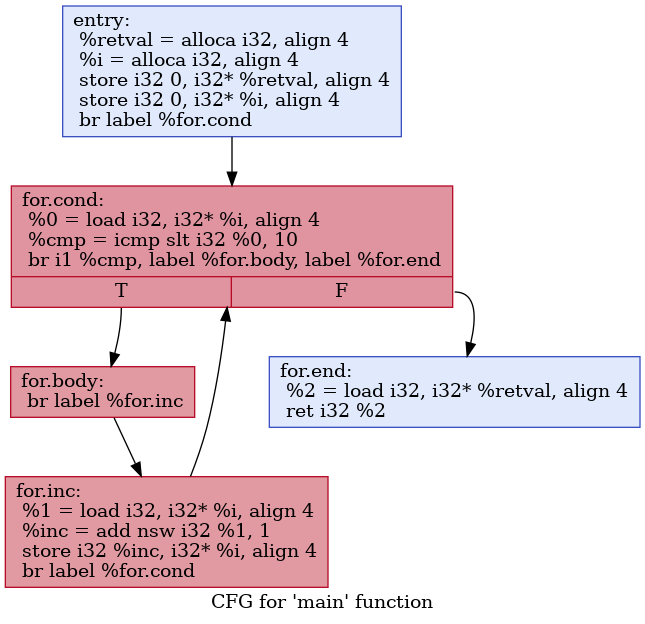 entry:
%retval = alloca i32, align 4
%i = alloca i32, align 4
store i32 0, i32* %retval, align 4
store i32 0, i32* %i, align 4
br label %for.cond
for.cond:
%0 = load i32, i32* %i, align 4
%cmp = icmp slt i32 %0, 10
br i1 %cmp, label %for.body, label %for.end
T
F
for.body:
br label %for.inc
for.end:
%2 = load i32, i32* %retval, align 4
ret i32 %2
for.inc:
%1 = load i32, i32* %i, align 4
%inc = add nsw i32 %1, 1
store i32 %inc, i32* %i, align 4
br label %for.cond
CFG for 'main' function